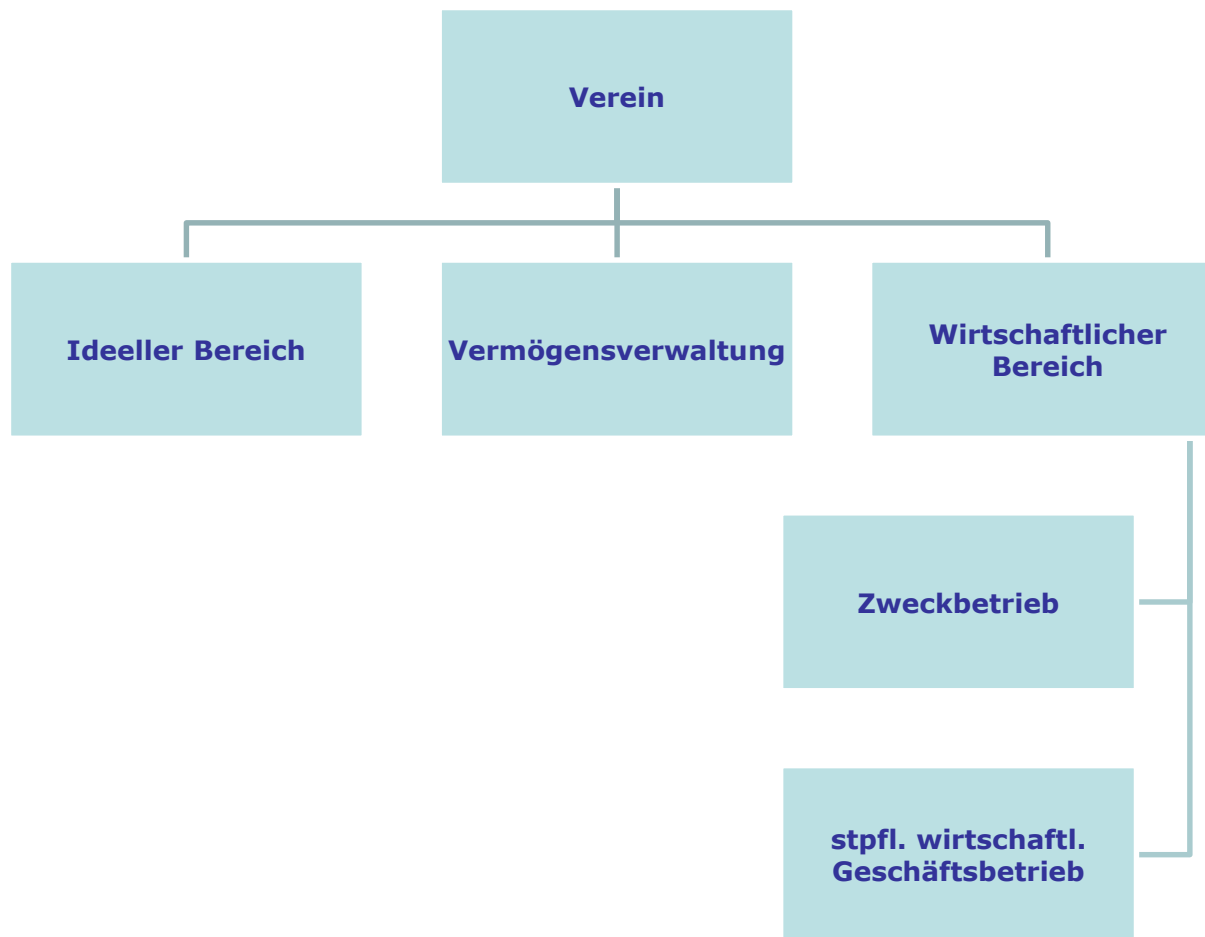 Verein
Ideeller Bereich
Vermögensverwaltung
Wirtschaftlicher
Bereich
Zweckbetrieb
stpfl. wirtschaftl.
Geschäftsbetrieb